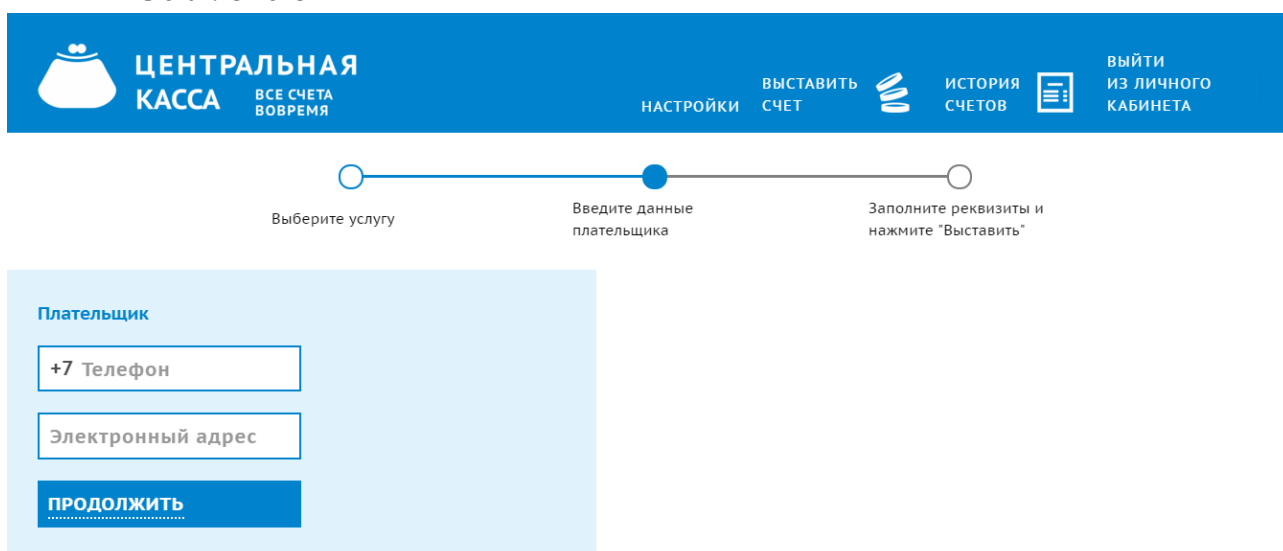 ЦЕНТРАЛЬНАЯ
КАССА
ВСЕ СЧЕТА
ВОВРЕМЯ
НАСТРОЙКИ
ВЫСТАВИТЬ
СЧЕТ
ИСТОРИЯ
СЧЕТОВ
ВЫЙТИ
ИЗ ЛИЧНОГО
КАБИНЕТА
Выберите услугу
Введите данные
плательщика
Заполните реквизиты и
нажмите "Выставить"
Плательщик
+7 Телефон
Электронный адрес
ПРОДОЛЖИТЬ